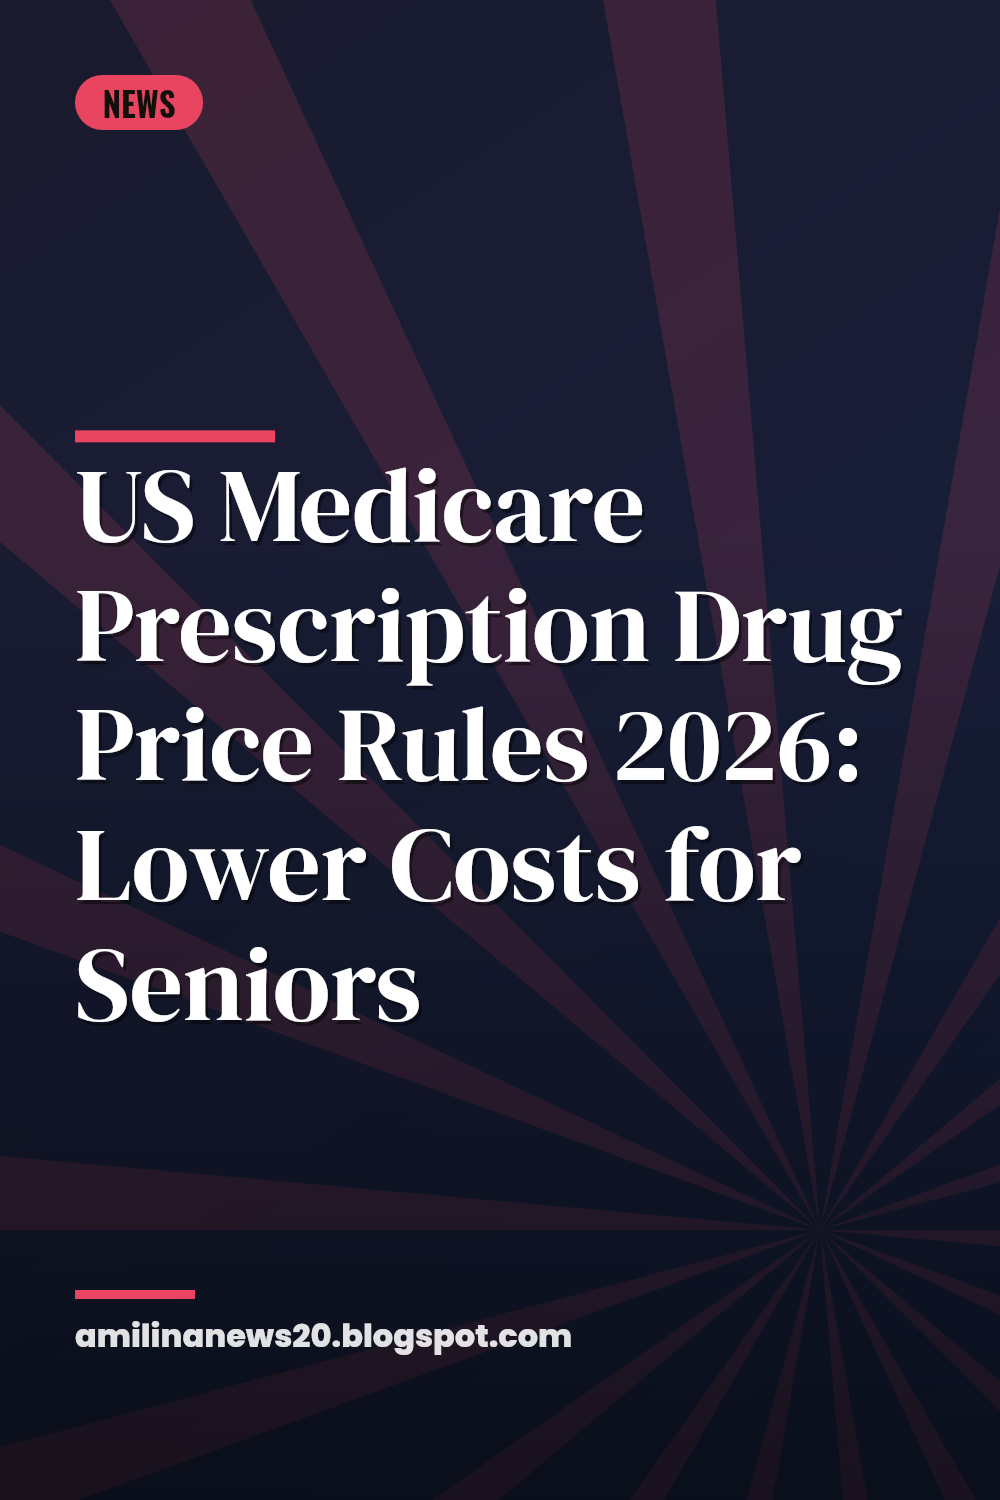 NEWS
US Medicare
Prescription Drug
Price Rules 2026:
Lower Costs for
Seniors
amilinanews20.blogspot.com